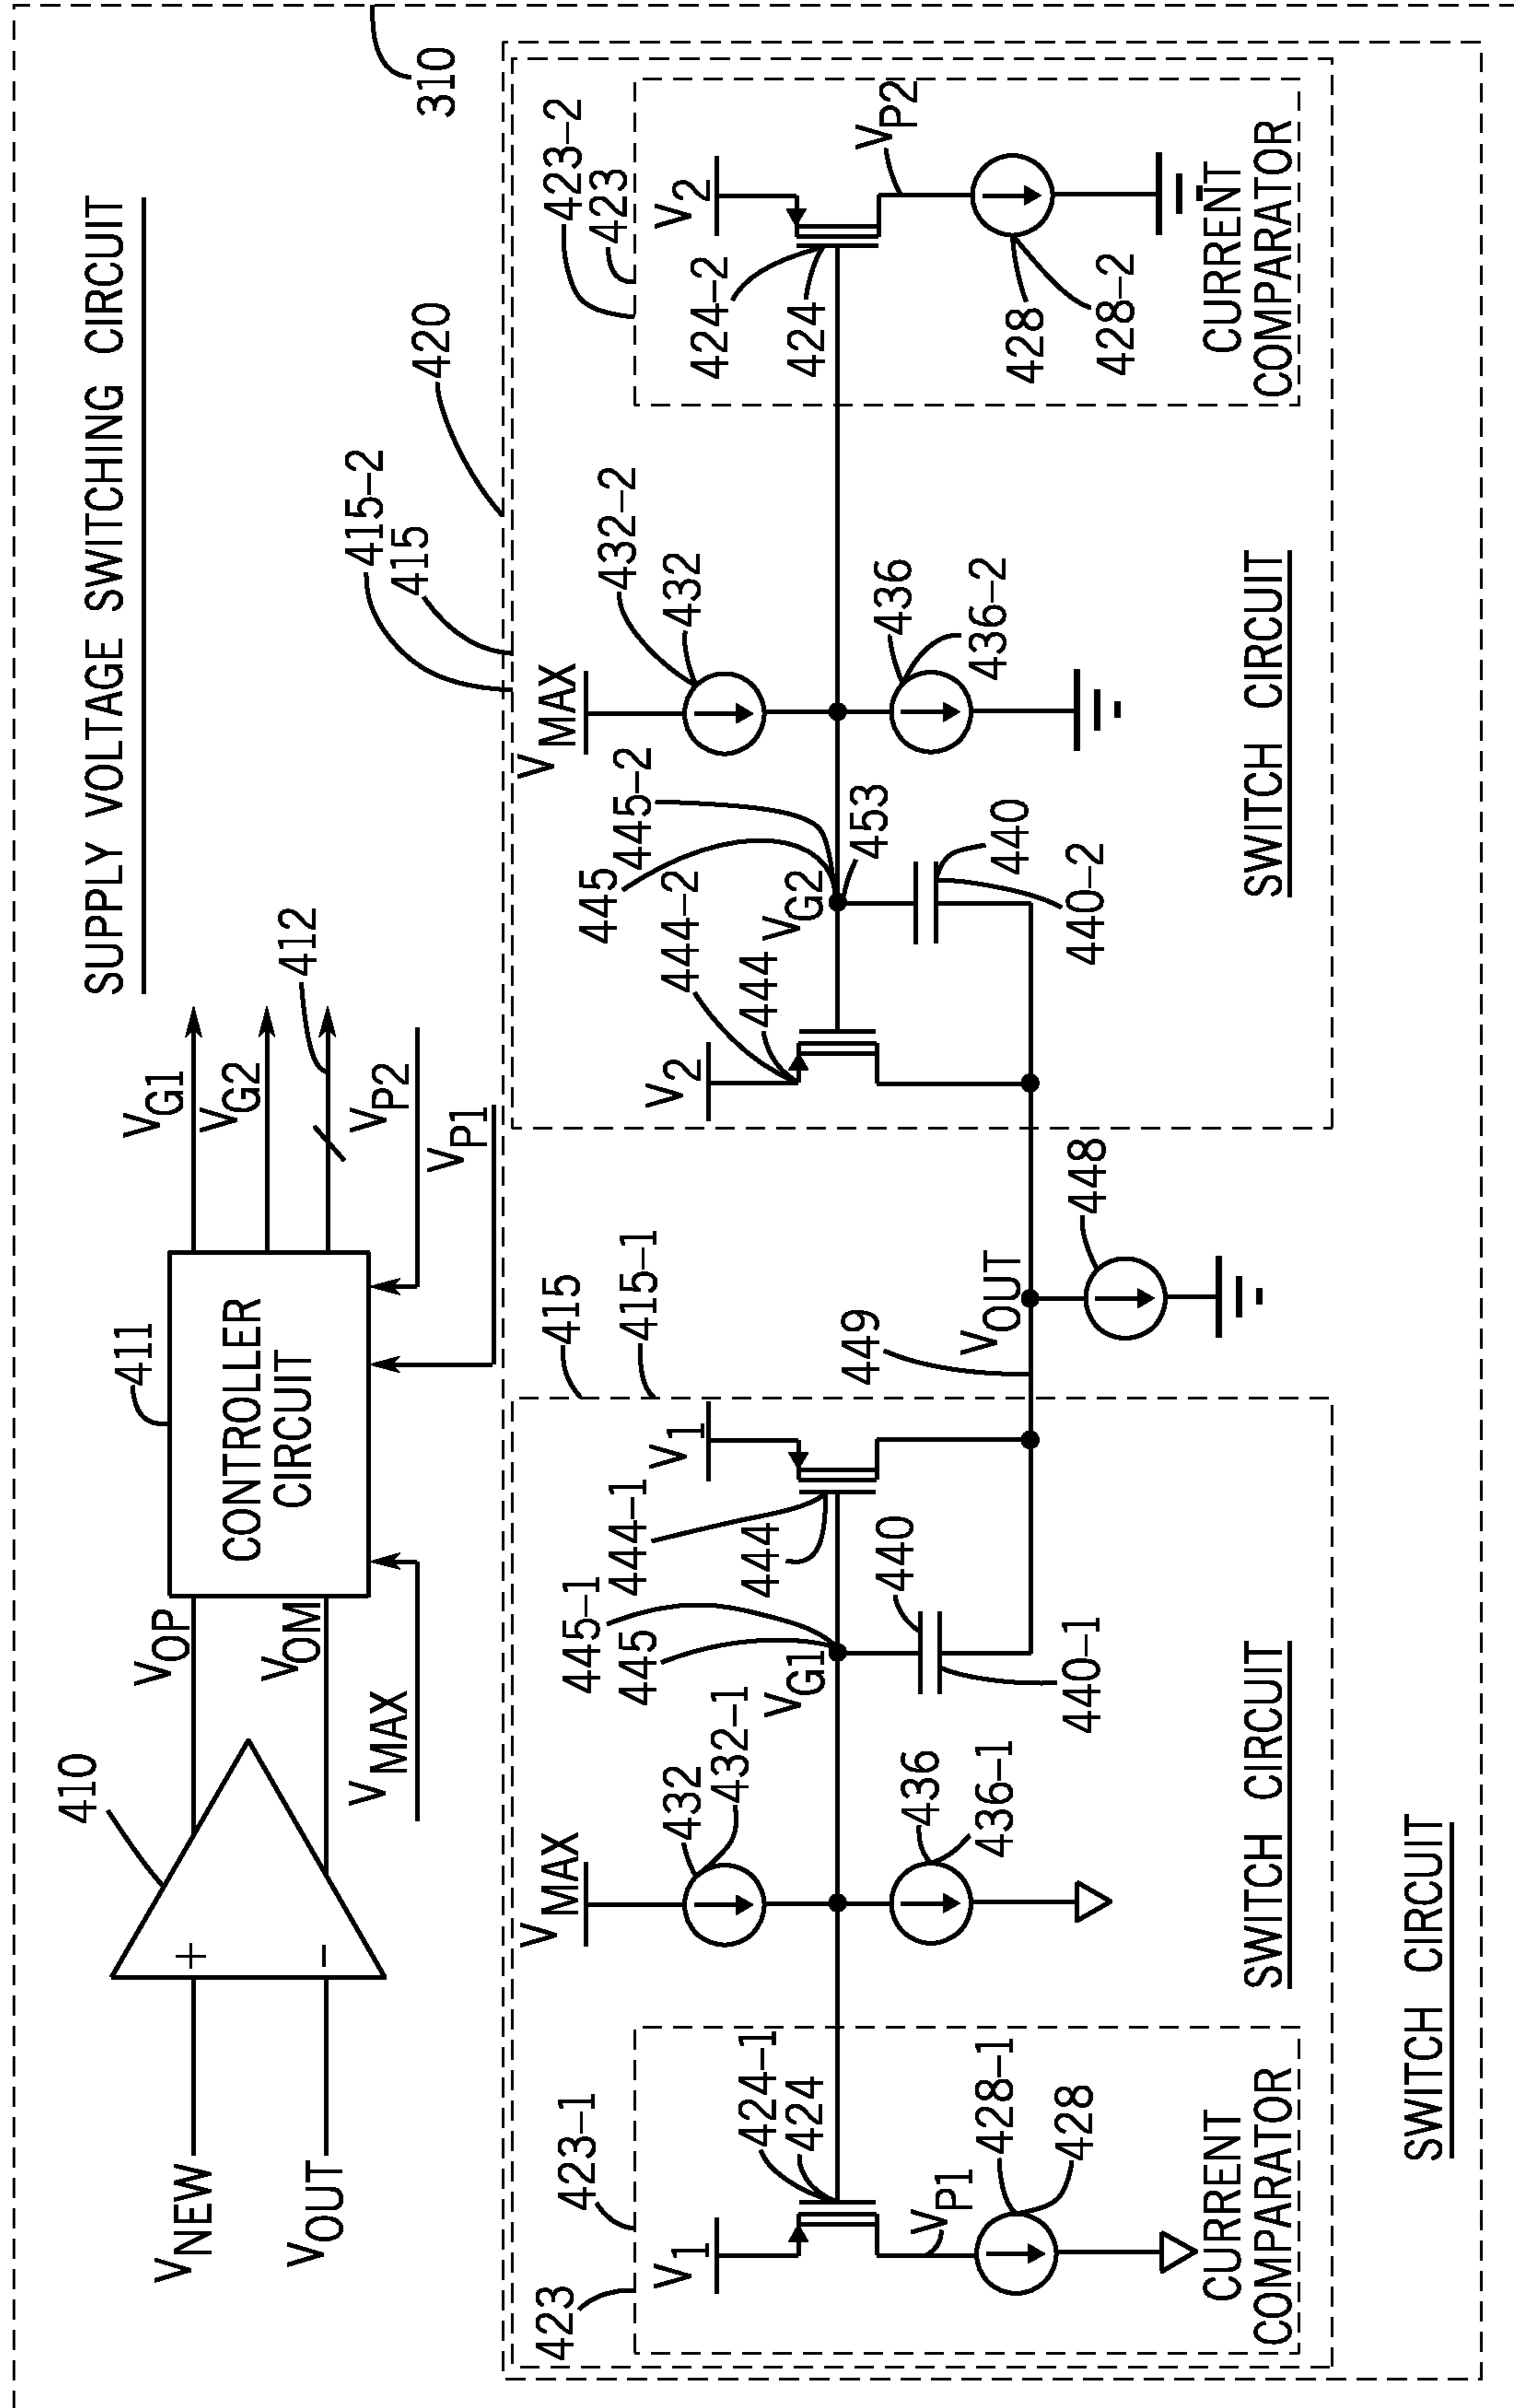 SUPPLY VOLTAGE SWITCHING CIRCUIT
310
410
VNEW
VOUT
+
−
VOP
VOM
VMAX
411
CONTROLLER
CIRCUIT
VG1
VG2
412
VP2
VP1
420
415
415-1
423
423-1
V1
424-1
424
VP1
428-1
428
CURRENT
COMPARATOR
VMAX
432
432-1
436
436-1
445-1
445
VG1
444-1
444
V1
440
440-1
SWITCH CIRCUIT
449
VOUT
448
415-2
415
V2
444-2
444
445
445-2
VG2
453
440
440-2
VMAX
432-2
432
436
436-2
SWITCH CIRCUIT
423-2
423
V2
424-2
424
VP2
428
428-2
CURRENT
COMPARATOR
SWITCH CIRCUIT